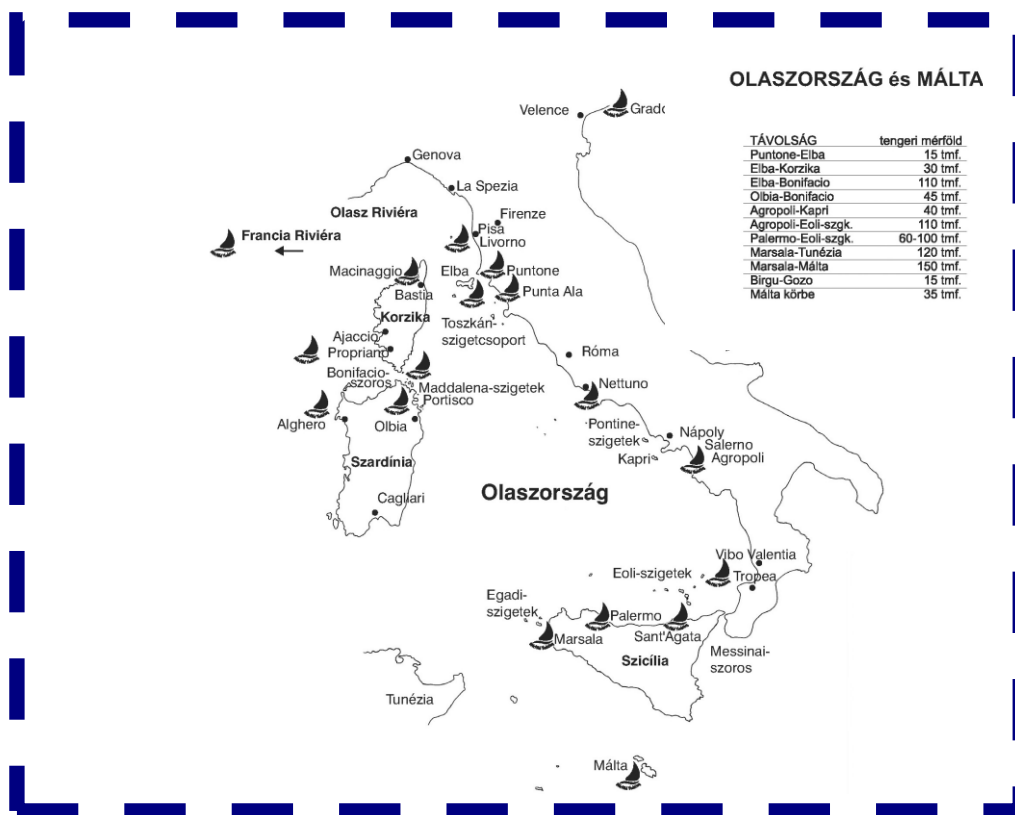 OLASZORSZÁG és MÁLTA
TÁVOLSÁG tengeri mérföld
Puntone-Elba 15 tmf.
Elba-Korzika 30 tmf.
Elba-Bonifacio 110 tmf.
Olbia-Bonifacio 45 tmf.
Agropoli-Kapri 40 tmf.
Agropoli-Eoli-szgk. 110 tmf.
Palermo-Eoli-szgk. 60-100 tmf.
Marsala-Tunézia 120 tmf.
Marsala-Málta 150 tmf.
Birgu-Gozo 15 tmf.
Málta körbe 35 tmf.
Velence
Grado
Genova
La Spezia
Olasz Riviéra
Firenze
Pisa
Livorno
Francia Riviéra
Macinaggio
Elba
Puntone
Bastia
Punta Ala
Korzika
Toszkán-
szigetcsoport
Ajaccio
Propriano
Róma
Bonifacio-
szoros
Maddalena-szigetek
Portisco
Nettuno
Alghero
Olbia
Pontine-
szigetek
Nápoly
Salerno
Kapri
Agropoli
Szardínia
Olaszország
Cagliari
Vibo Valentia
Eoli-szigetek
Tropea
Egadi-
szigetek
Palermo
Marsala
Sant'Agata
Messinai-
szoros
Szicília
Tunézia
Málta